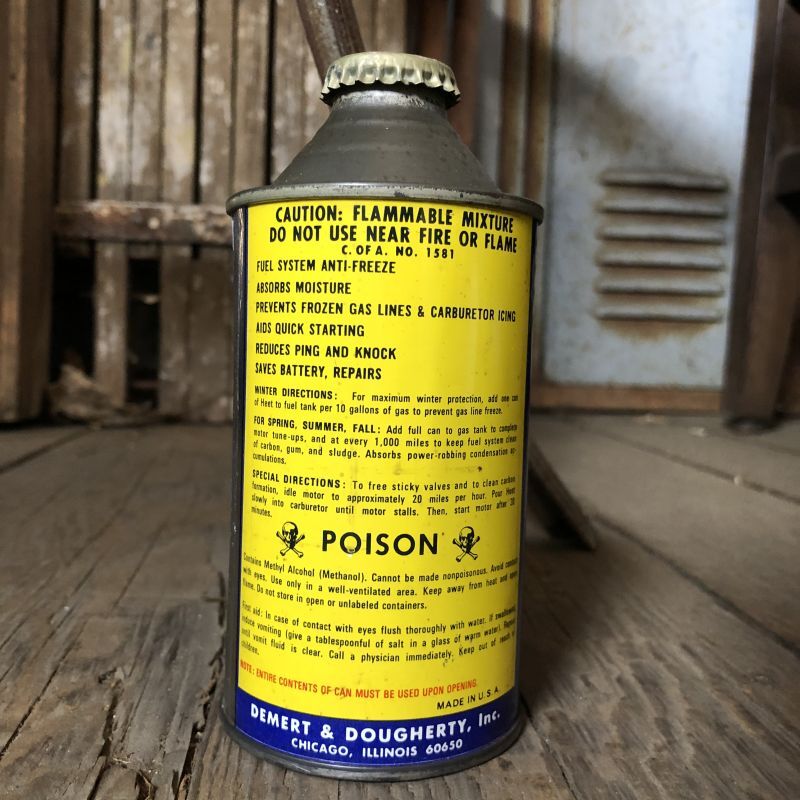 CAUTION: FLAMMABLE MIXTURE
DO NOT USE NEAR FIRE OR FLAME
C. OF A. NO. 1581
FUEL SYSTEM ANTI-FREEZE
ABSORBS MOISTURE
PREVENTS FROZEN GAS LINES & CARBURETOR ICING
AIDS QUICK STARTING
REDUCES PING AND KNOCK
SAVES BATTERY, REPAIRS
WINTER DIRECTIONS: For maximum winter protection, add one can
of Heet to fuel tank per 10 gallons of gas to prevent gas line freeze.
FOR SPRING, SUMMER, FALL: Add full can to gas tank to complete
motor tune-ups, and at every 1,000 miles to keep fuel system clean
of carbon, gum, and sludge. Absorbs power-robbing condensation ac-
cumulations.
SPECIAL DIRECTIONS: To free sticky valves and to clean carbon
formation, idle motor to approximately 20 miles per hour. Pour Heet
slowly into carburetor until motor stalls. Then, start motor after 30
minutes.
POISON
Contains Methyl Alcohol (Methanol). Cannot be made nonpoisonous. Avoid contact
with eyes. Use only in a well-ventilated area. Keep away from heat and open
flame. Do not store in open or unlabeled containers.
First aid: In case of contact with eyes flush thoroughly with water. If swallowed,
induce vomiting (give a tablespoonful of salt in a glass of warm water). Repeat
until vomit fluid is clear. Call a physician immediately. Keep out of reach of
children.
NOTE: ENTIRE CONTENTS OF CAN MUST BE USED UPON OPENING.
MADE IN U.S.A.
DEMERT & DOUGHERTY, Inc.
CHICAGO, ILLINOIS 60650